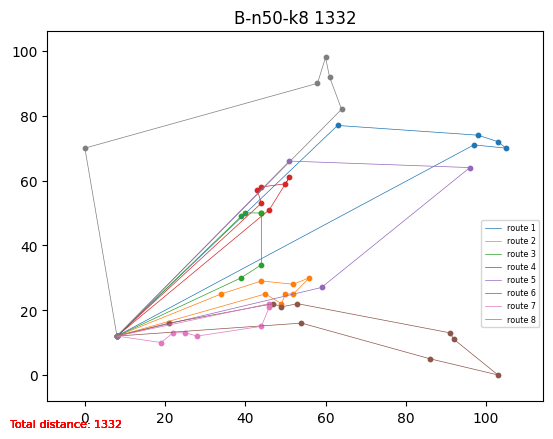 B-n50-k8 1332
100
80
60
40
20
0
0 20 40 60 80 100
route 1
route 2
route 3
route 4
route 5
route 6
route 7
route 8
Total distance: 1332